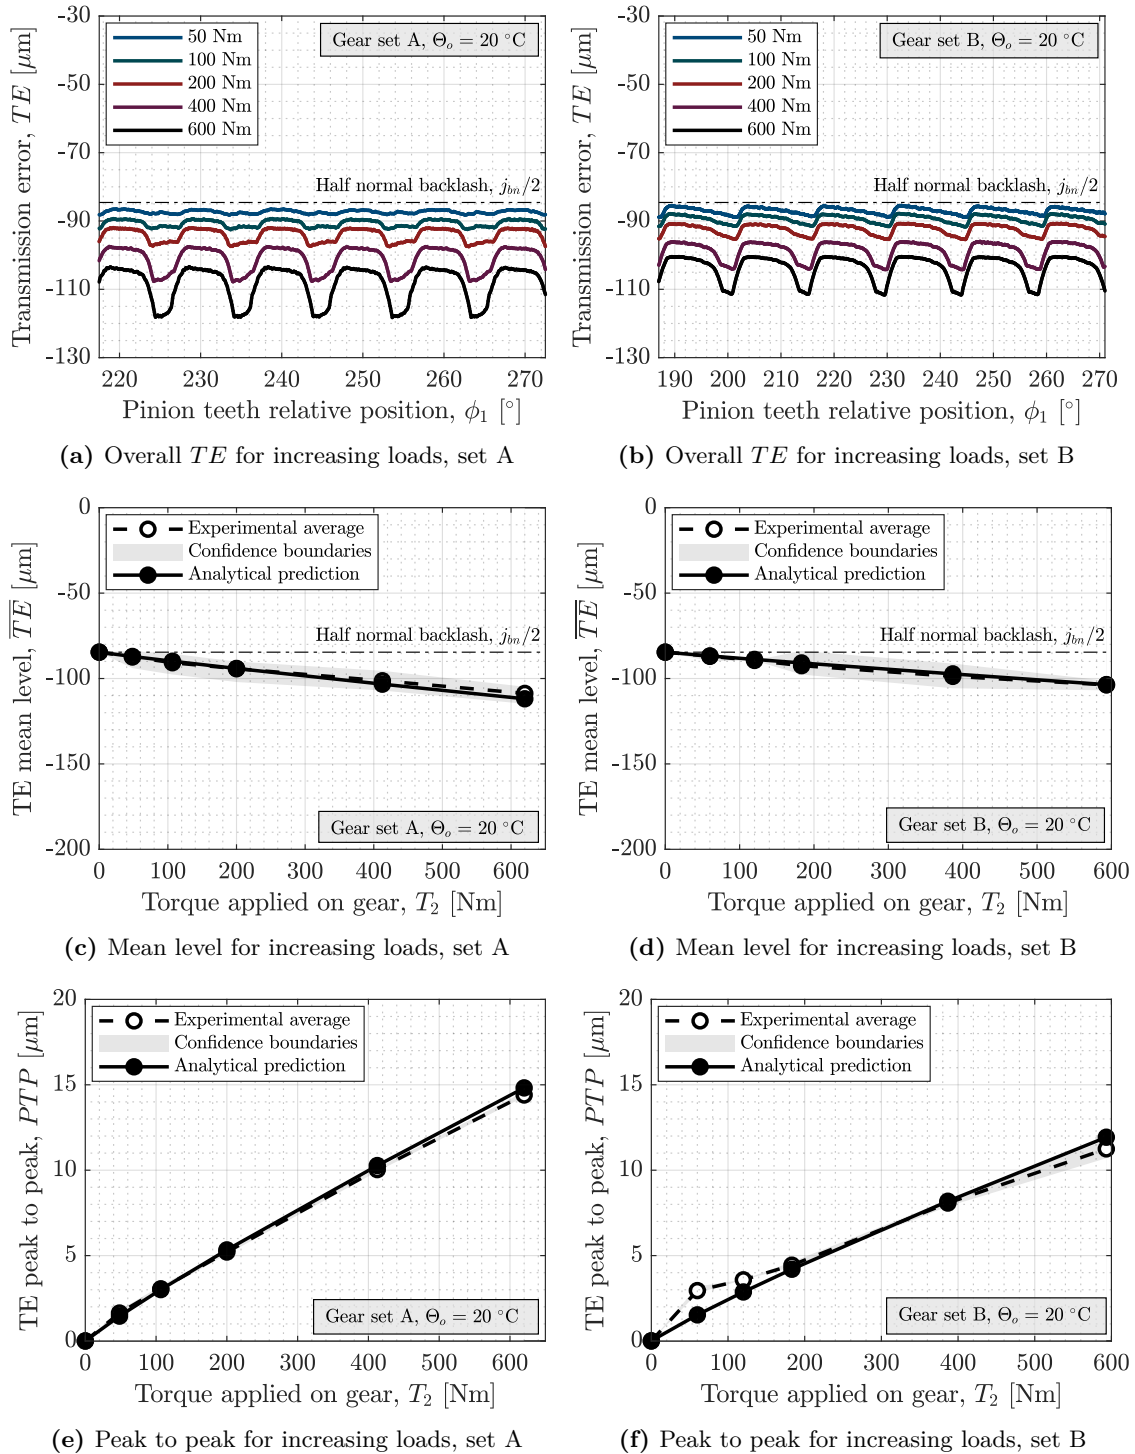 -30
-50
-70
-90
-110
-130
Transmission error, TE [μm]
50 Nm
100 Nm
200 Nm
400 Nm
600 Nm
Gear set A, Θo = 20 °C
Half normal backlash, jbn/2
220 230 240 250 260 270
Pinion teeth relative position, ϕ1 [°]
(a) Overall TE for increasing loads, set A
-30
-50
-70
-90
-110
-130
Transmission error, TE [μm]
50 Nm
100 Nm
200 Nm
400 Nm
600 Nm
Gear set B, Θo = 20 °C
Half normal backlash, jbn/2
190 200 210 220 230 240 250 260 270
Pinion teeth relative position, ϕ1 [°]
(b) Overall TE for increasing loads, set B
0
-50
-100
-150
-200
TE mean level, TE [μm]
Experimental average
Confidence boundaries
Analytical prediction
Half normal backlash, jbn/2
Gear set A, Θo = 20 °C
0 100 200 300 400 500 600
Torque applied on gear, T2 [Nm]
(c) Mean level for increasing loads, set A
0
-50
-100
-150
-200
TE mean level, TE [μm]
Experimental average
Confidence boundaries
Analytical prediction
Half normal backlash, jbn/2
Gear set B, Θo = 20 °C
0 100 200 300 400 500 600
Torque applied on gear, T2 [Nm]
(d) Mean level for increasing loads, set B
20
15
10
5
0
TE peak to peak, PTP [μm]
Experimental average
Confidence boundaries
Analytical prediction
Gear set A, Θo = 20 °C
0 100 200 300 400 500 600
Torque applied on gear, T2 [Nm]
(e) Peak to peak for increasing loads, set A
20
15
10
5
0
TE peak to peak, PTP [μm]
Experimental average
Confidence boundaries
Analytical prediction
Gear set B, Θo = 20 °C
0 100 200 300 400 500 600
Torque applied on gear, T2 [Nm]
(f) Peak to peak for increasing loads, set B